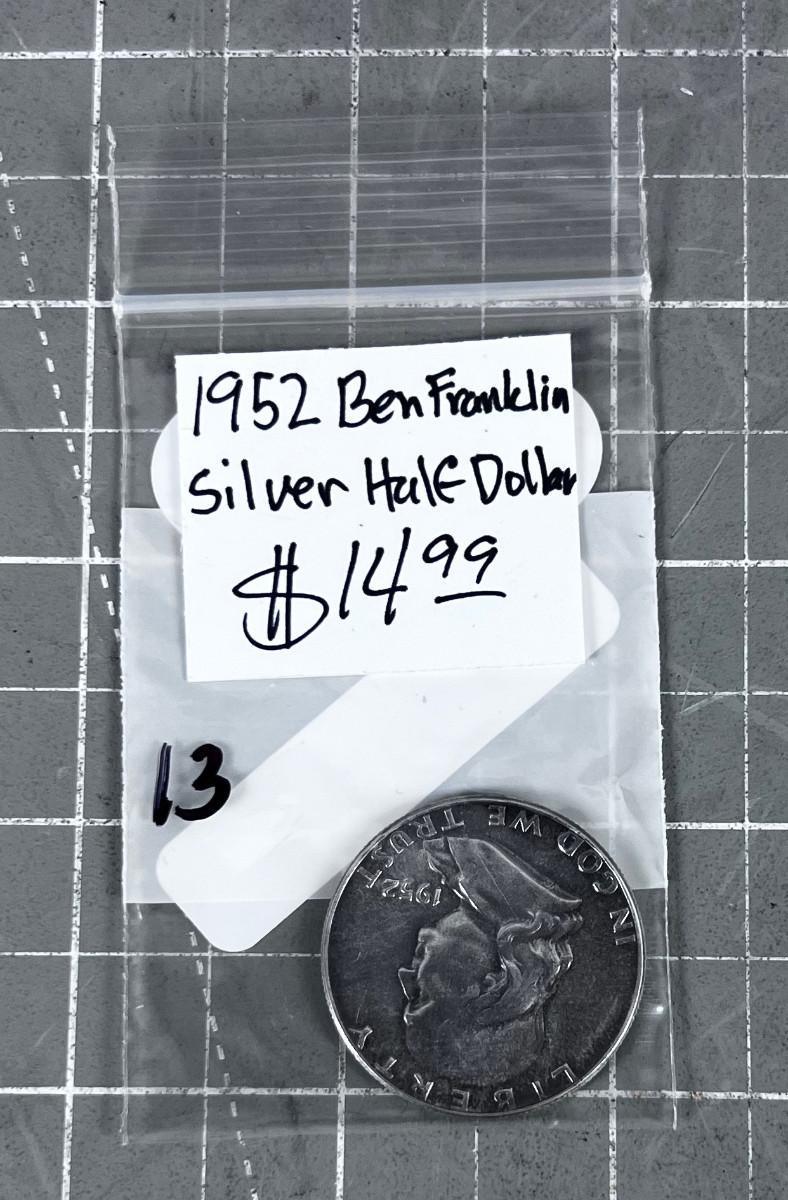 1952 Ben Franklin
Silver Half Dollar
$14.99
13
LIBERTY
IN GOD WE TRUST
1952